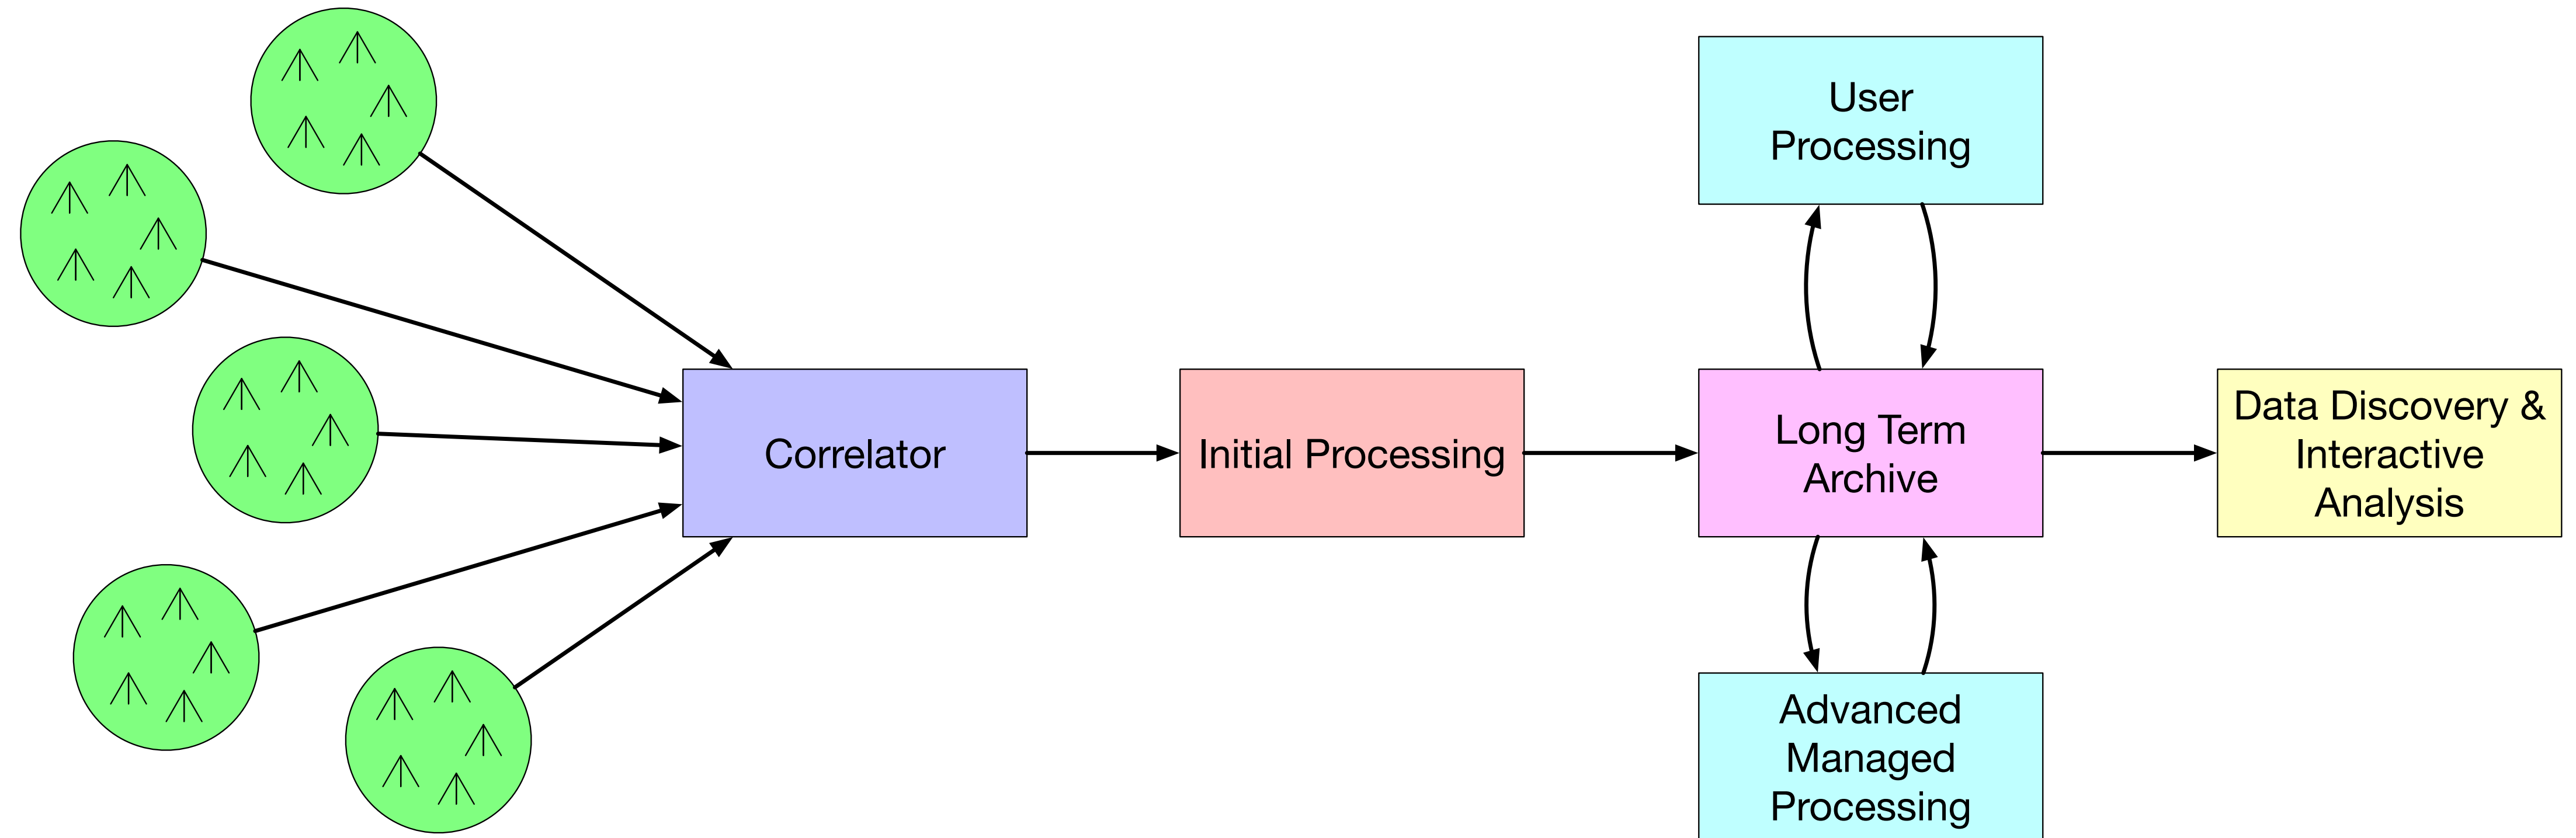 User
Processing
Correlator
Initial Processing
Long Term
Archive
Data Discovery &
Interactive
Analysis
Advanced
Managed
Processing